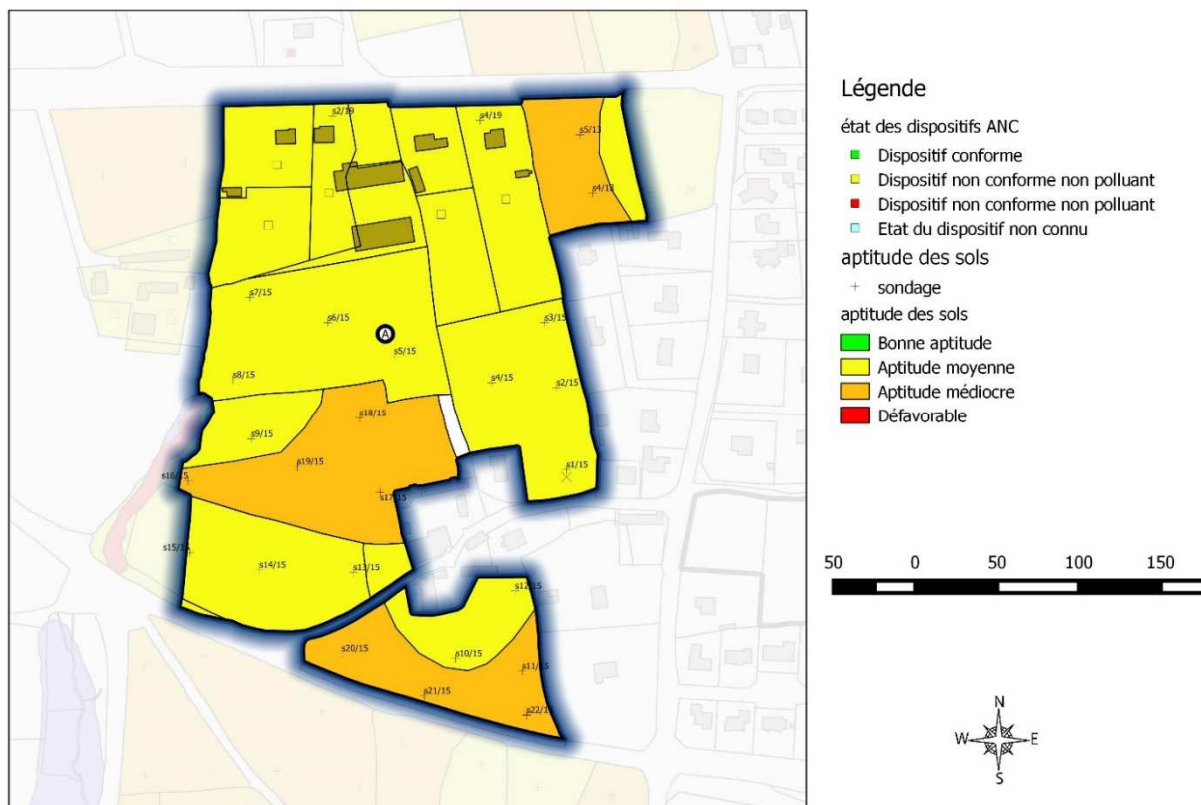 Légende
état des dispositifs ANC
Dispositif conforme
Dispositif non conforme non polluant
Dispositif non conforme non polluant
Etat du dispositif non connu
aptitude des sols
sondage
aptitude des sols
Bonne aptitude
Aptitude moyenne
Aptitude médiocre
Défavorable
s2/19
s4/19
s5/13
s4/13
s7/15
s6/15
A
s3/15
s5/15
s8/15
s4/15
s2/15
s18/15
s9/15
s19/15
s1/15
s16/15
s17/15
s15/15
s14/15
s13/15
s12/15
s20/15
s10/15
s11/15
s21/15
50 0 50 100 150
N
W E
S